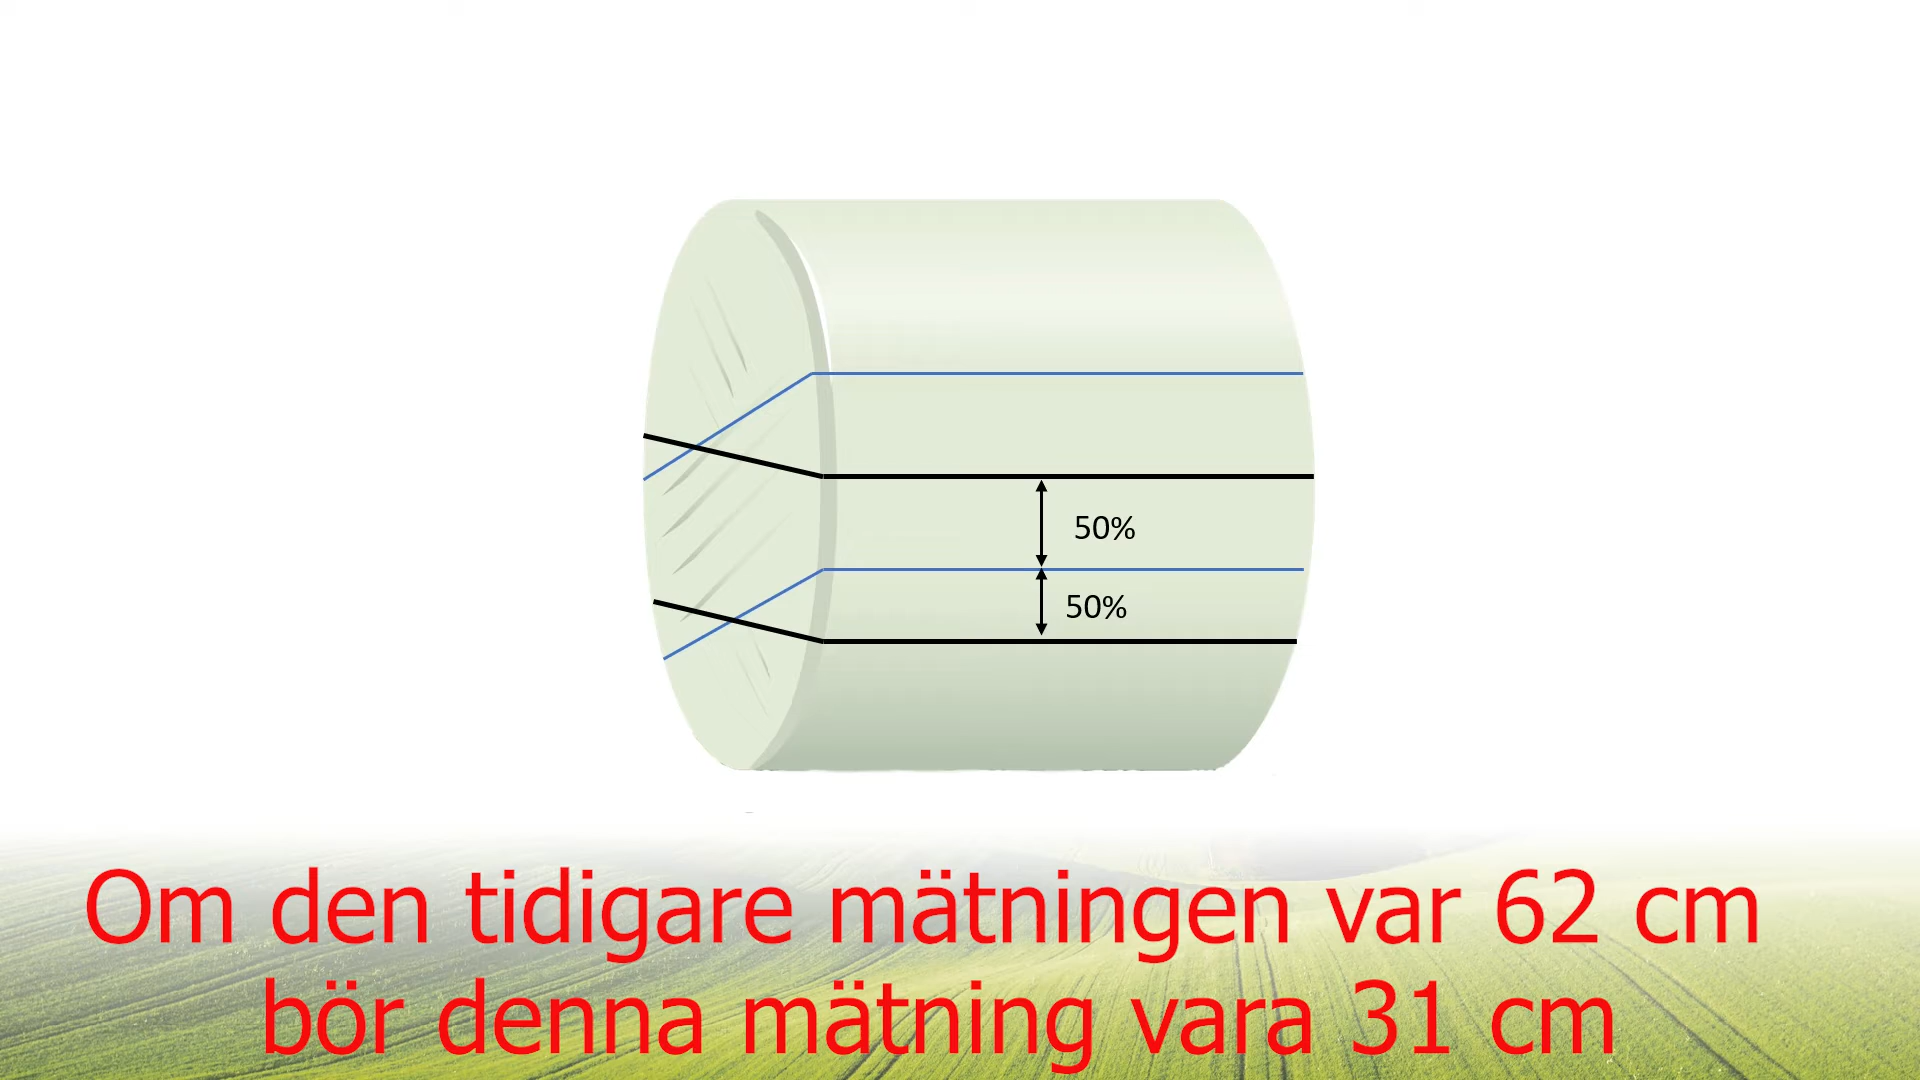 50%
50%
Om den tidigare mätningen var 62 cm
bör denna mätning vara 31 cm